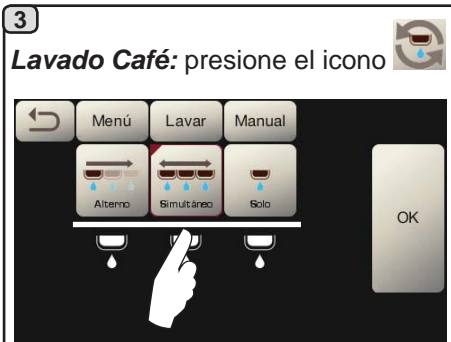 3
Lavado Café: presione el icono
Menú Lavar Manual
Alterno Simultáneo Solo
OK